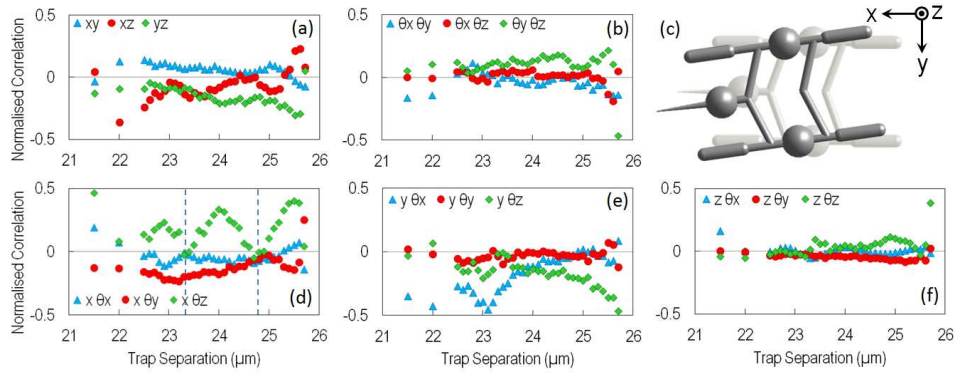 xy xz yz (a)
Normalised Correlation
0.5
0
-0.5
21 22 23 24 25 26
θx θy θx θz θy θz (b)
0.5
0
-0.5
21 22 23 24 25 26
(c) x z
y
Normalised Correlation
0.5
0
-0.5
(d)
x θx x θy x θz
21 22 23 24 25 26
Trap Separation (μm)
y θx y θy y θz (e)
0.5
0
-0.5
21 22 23 24 25 26
Trap Separation (μm)
z θx z θy z θz
0.5
0
-0.5
(f)
21 22 23 24 25 26
Trap Separation (μm)